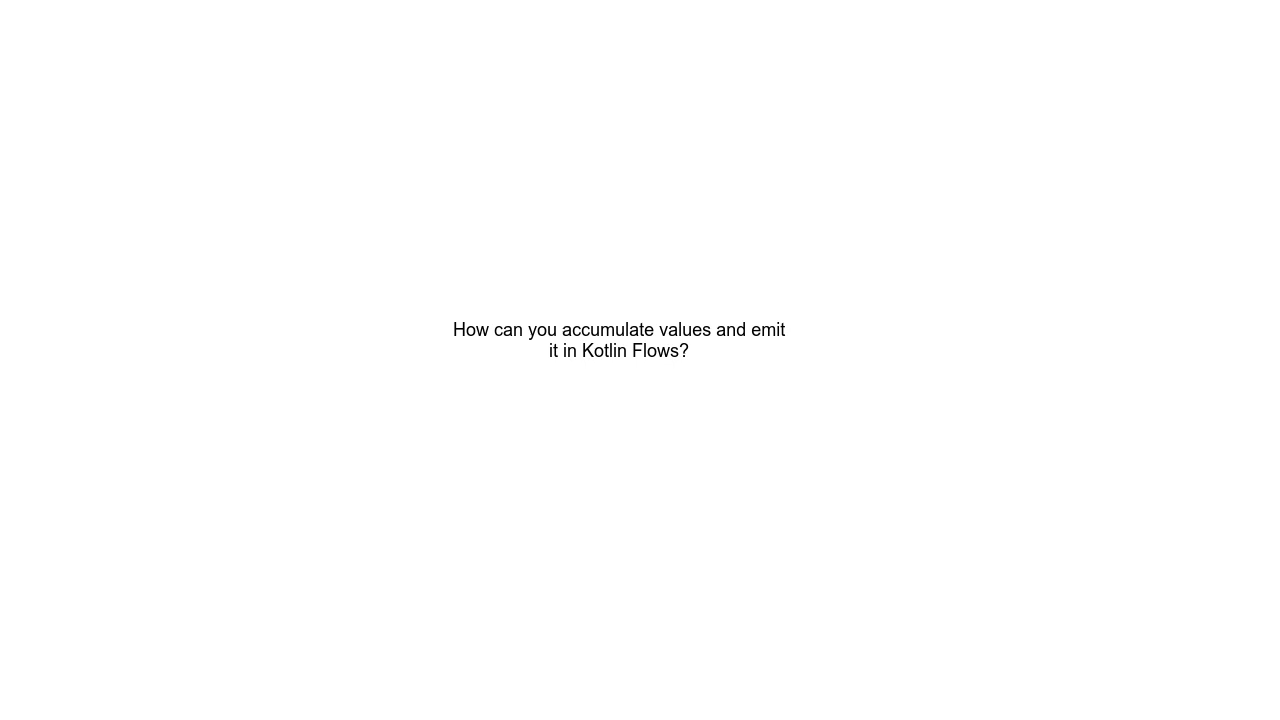 How can you accumulate values and emit
it in Kotlin Flows?